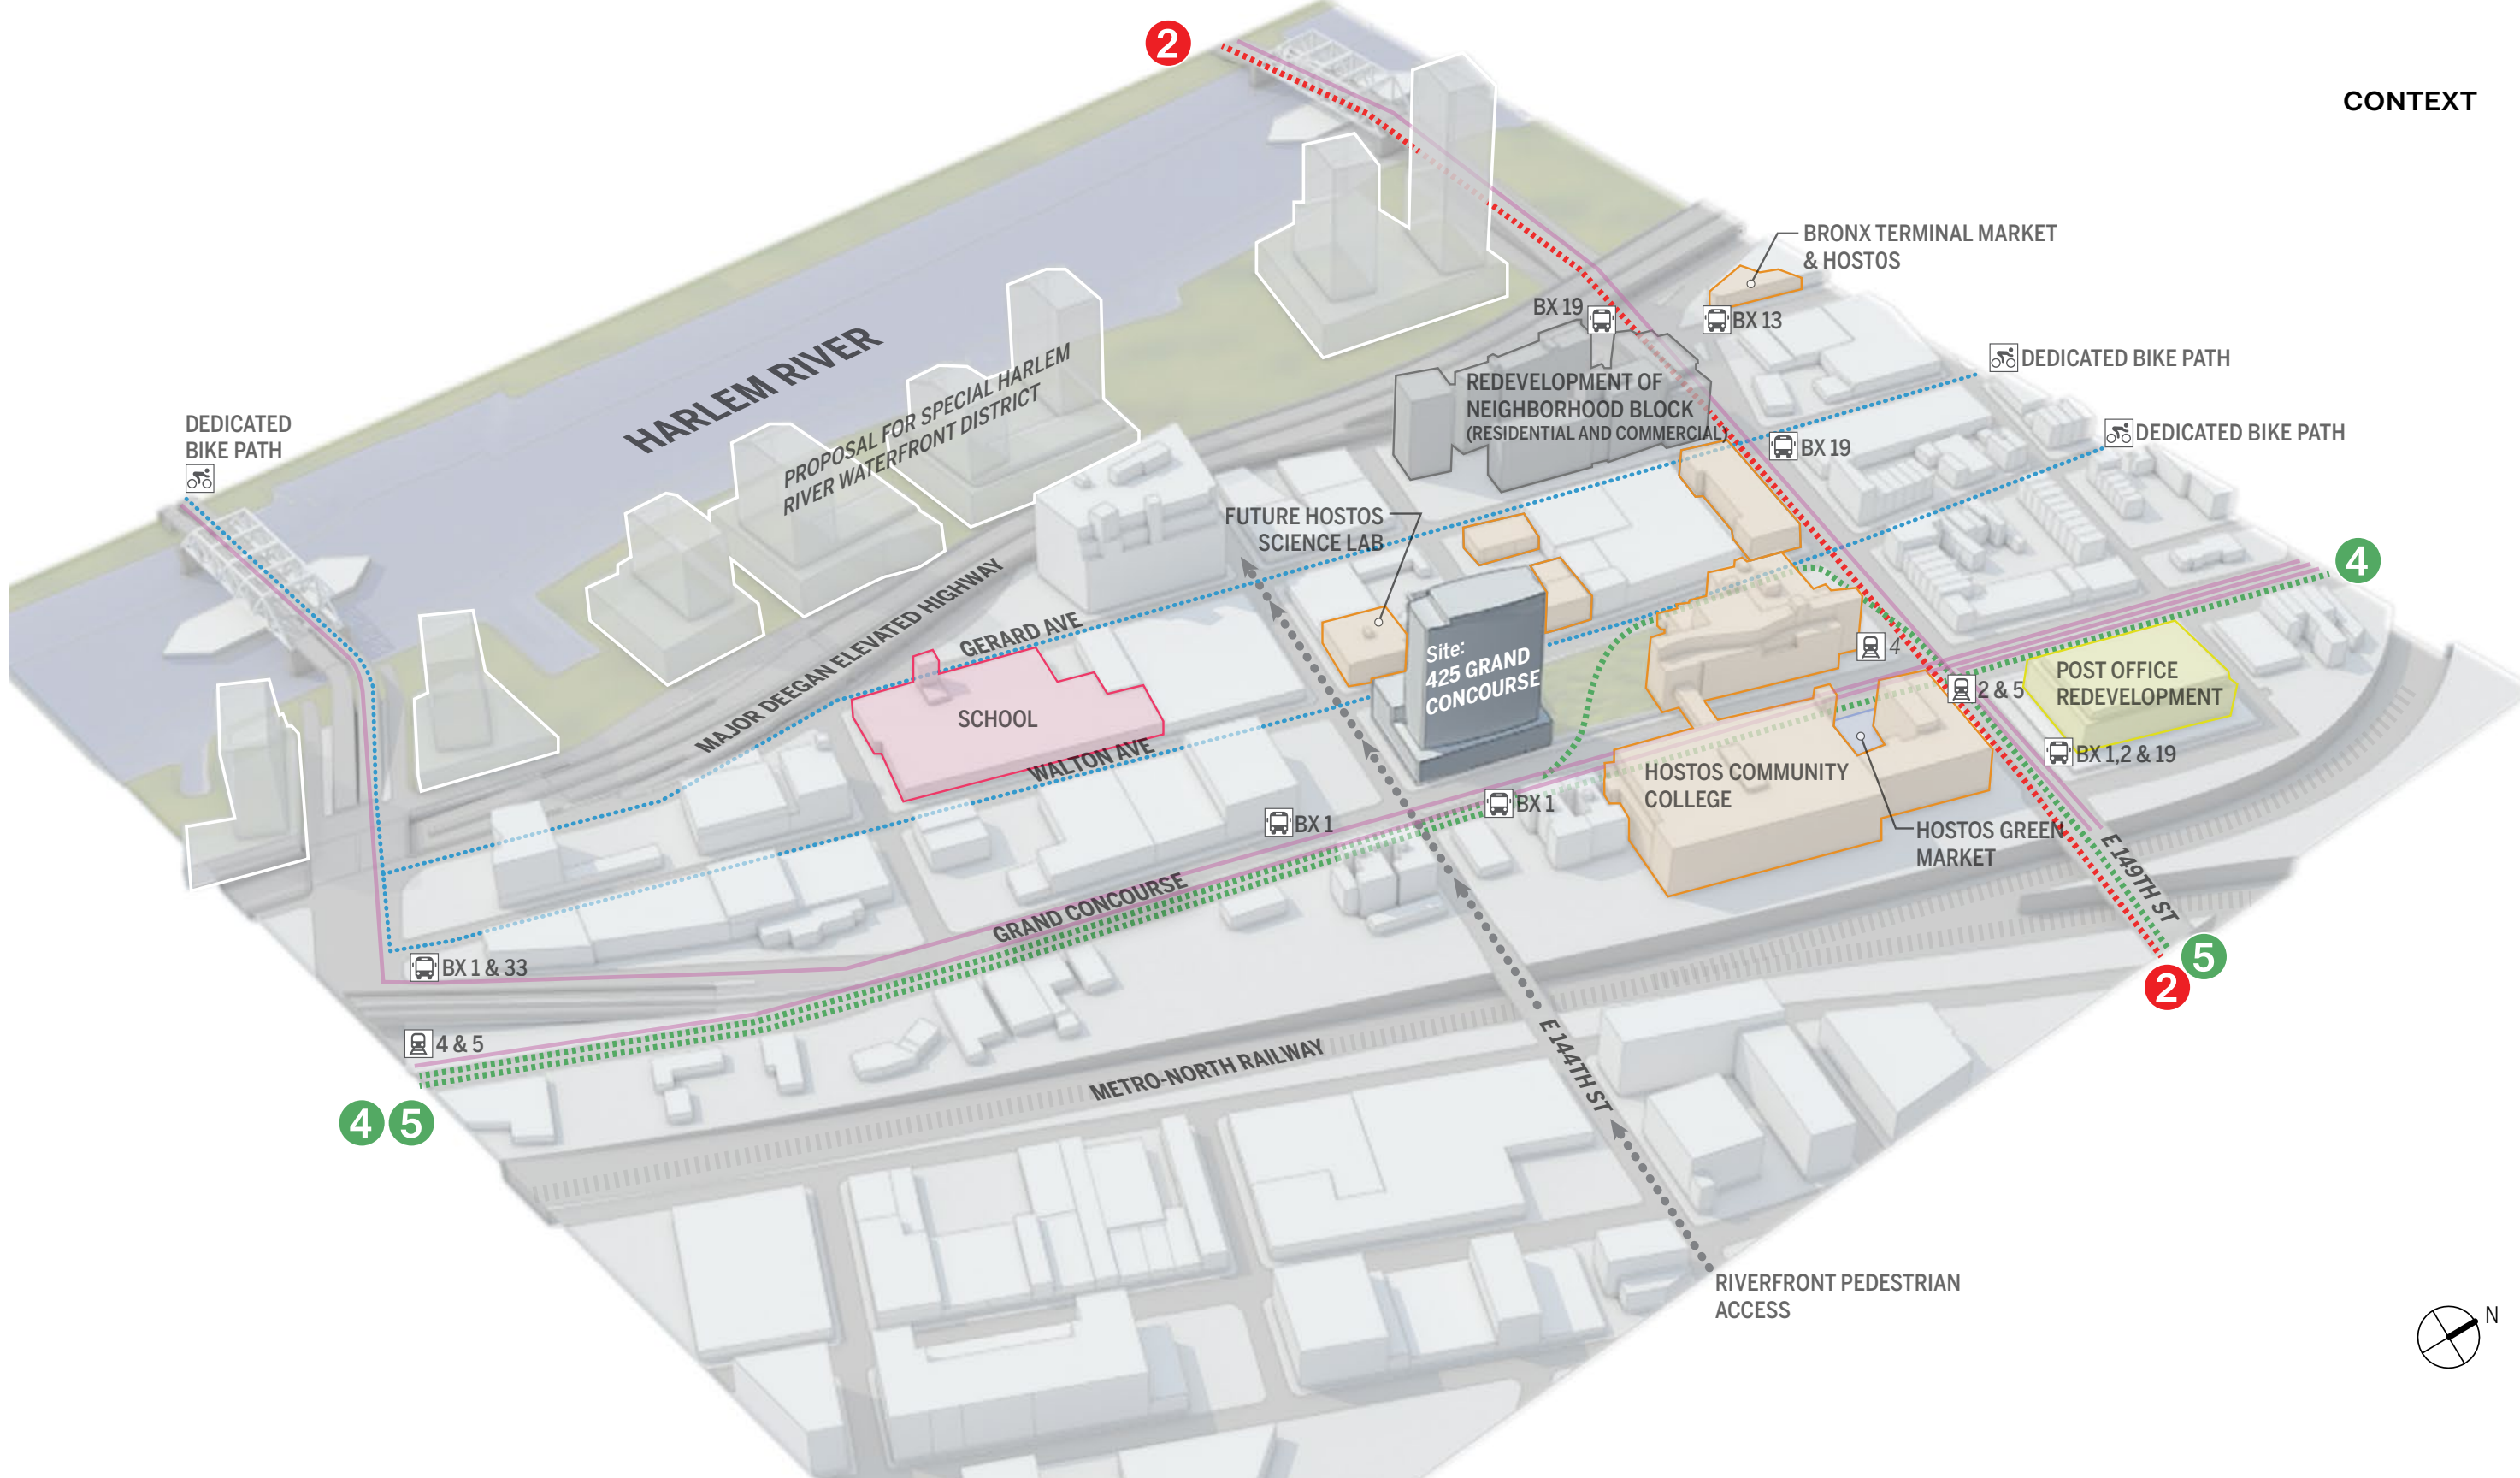 2
CONTEXT
BRONX TERMINAL MARKET
& HOSTOS
BX 19
BX 13
HARLEM RIVER
PROPOSAL FOR SPECIAL HARLEM
RIVER WATERFRONT DISTRICT
DEDICATED BIKE PATH
REDEVELOPMENT OF
NEIGHBORHOOD BLOCK
(RESIDENTIAL AND COMMERCIAL)
DEDICATED
BIKE PATH
DEDICATED BIKE PATH
BX 19
FUTURE HOSTOS
SCIENCE LAB
4
MAJOR DEEGAN ELEVATED HIGHWAY
GERARD AVE
Site:
425 GRAND
CONCOURSE
4
POST OFFICE
REDEVELOPMENT
2 & 5
SCHOOL
WALTON AVE
BX 1,2 & 19
HOSTOS COMMUNITY
COLLEGE
BX 1
BX 1
HOSTOS GREEN
MARKET
E 149TH ST
GRAND CONCOURSE
BX 1 & 33
5
2
4 & 5
METRO-NORTH RAILWAY
E 144TH ST
4
5
RIVERFRONT PEDESTRIAN
ACCESS
N